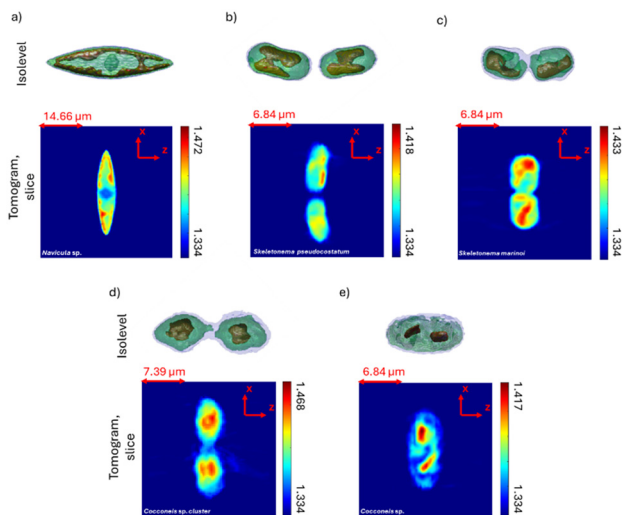 a)
b)
c)
Isolevel
14.66 µm
6.84 µm
6.84 µm
Tomogram,
slice
x
z
1.472
1.334
x
z
1.418
1.334
x
z
1.433
1.334
Navicula sp.
Skeletonema pseudocostatum
Skeletonema marinoi
d)
e)
Isolevel
7.39 µm
6.84 µm
Tomogram,
slice
x
z
1.468
1.334
x
z
1.417
1.334
Cocconeis sp. cluster
Cocconeis sp.